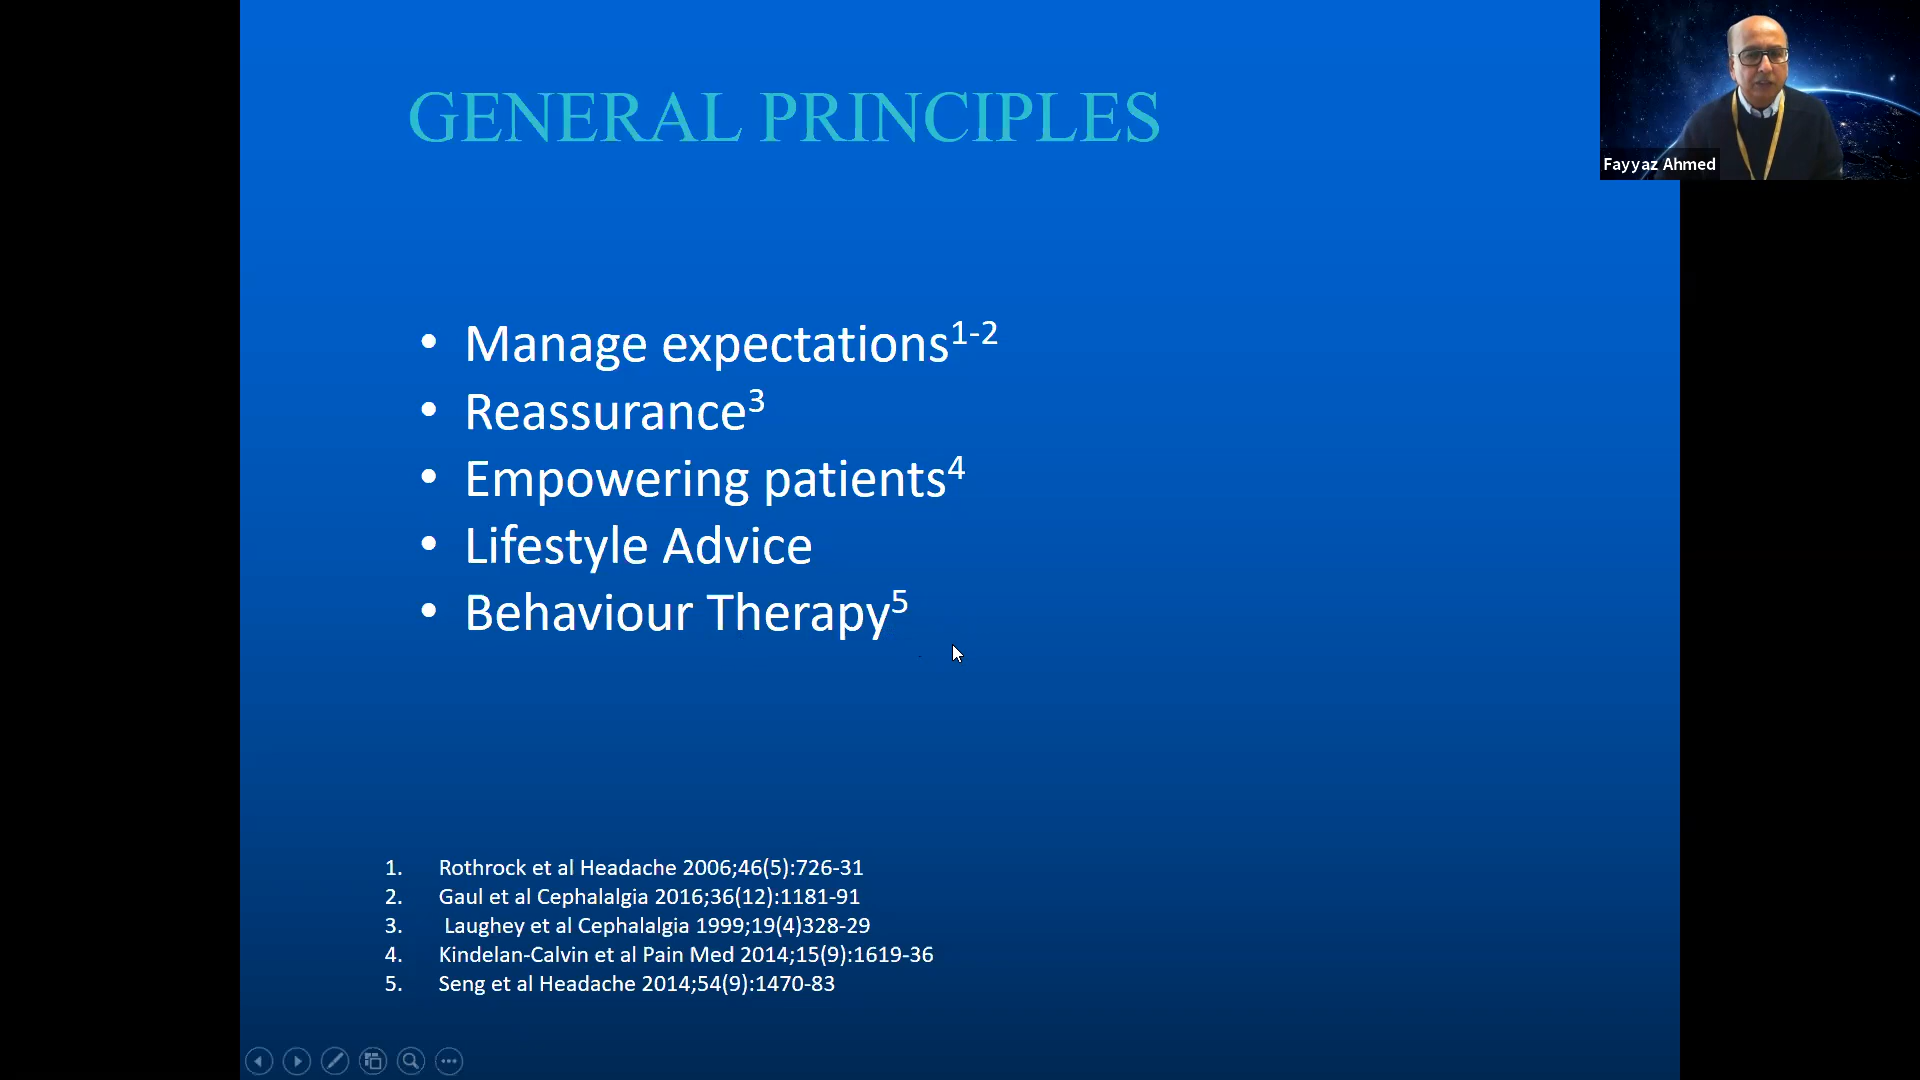 GENERAL PRINCIPLES
Fayyaz Ahmed
• Manage expectations1-2
• Reassurance3
• Empowering patients4
• Lifestyle Advice
• Behaviour Therapy5
1. Rothrock et al Headache 2006;46(5):726-31
2. Gaul et al Cephalalgia 2016;36(12):1181-91
3. Laughey et al Cephalalgia 1999;19(4)328-29
4. Kindelan-Calvin et al Pain Med 2014;15(9):1619-36
5. Seng et al Headache 2014;54(9):1470-83